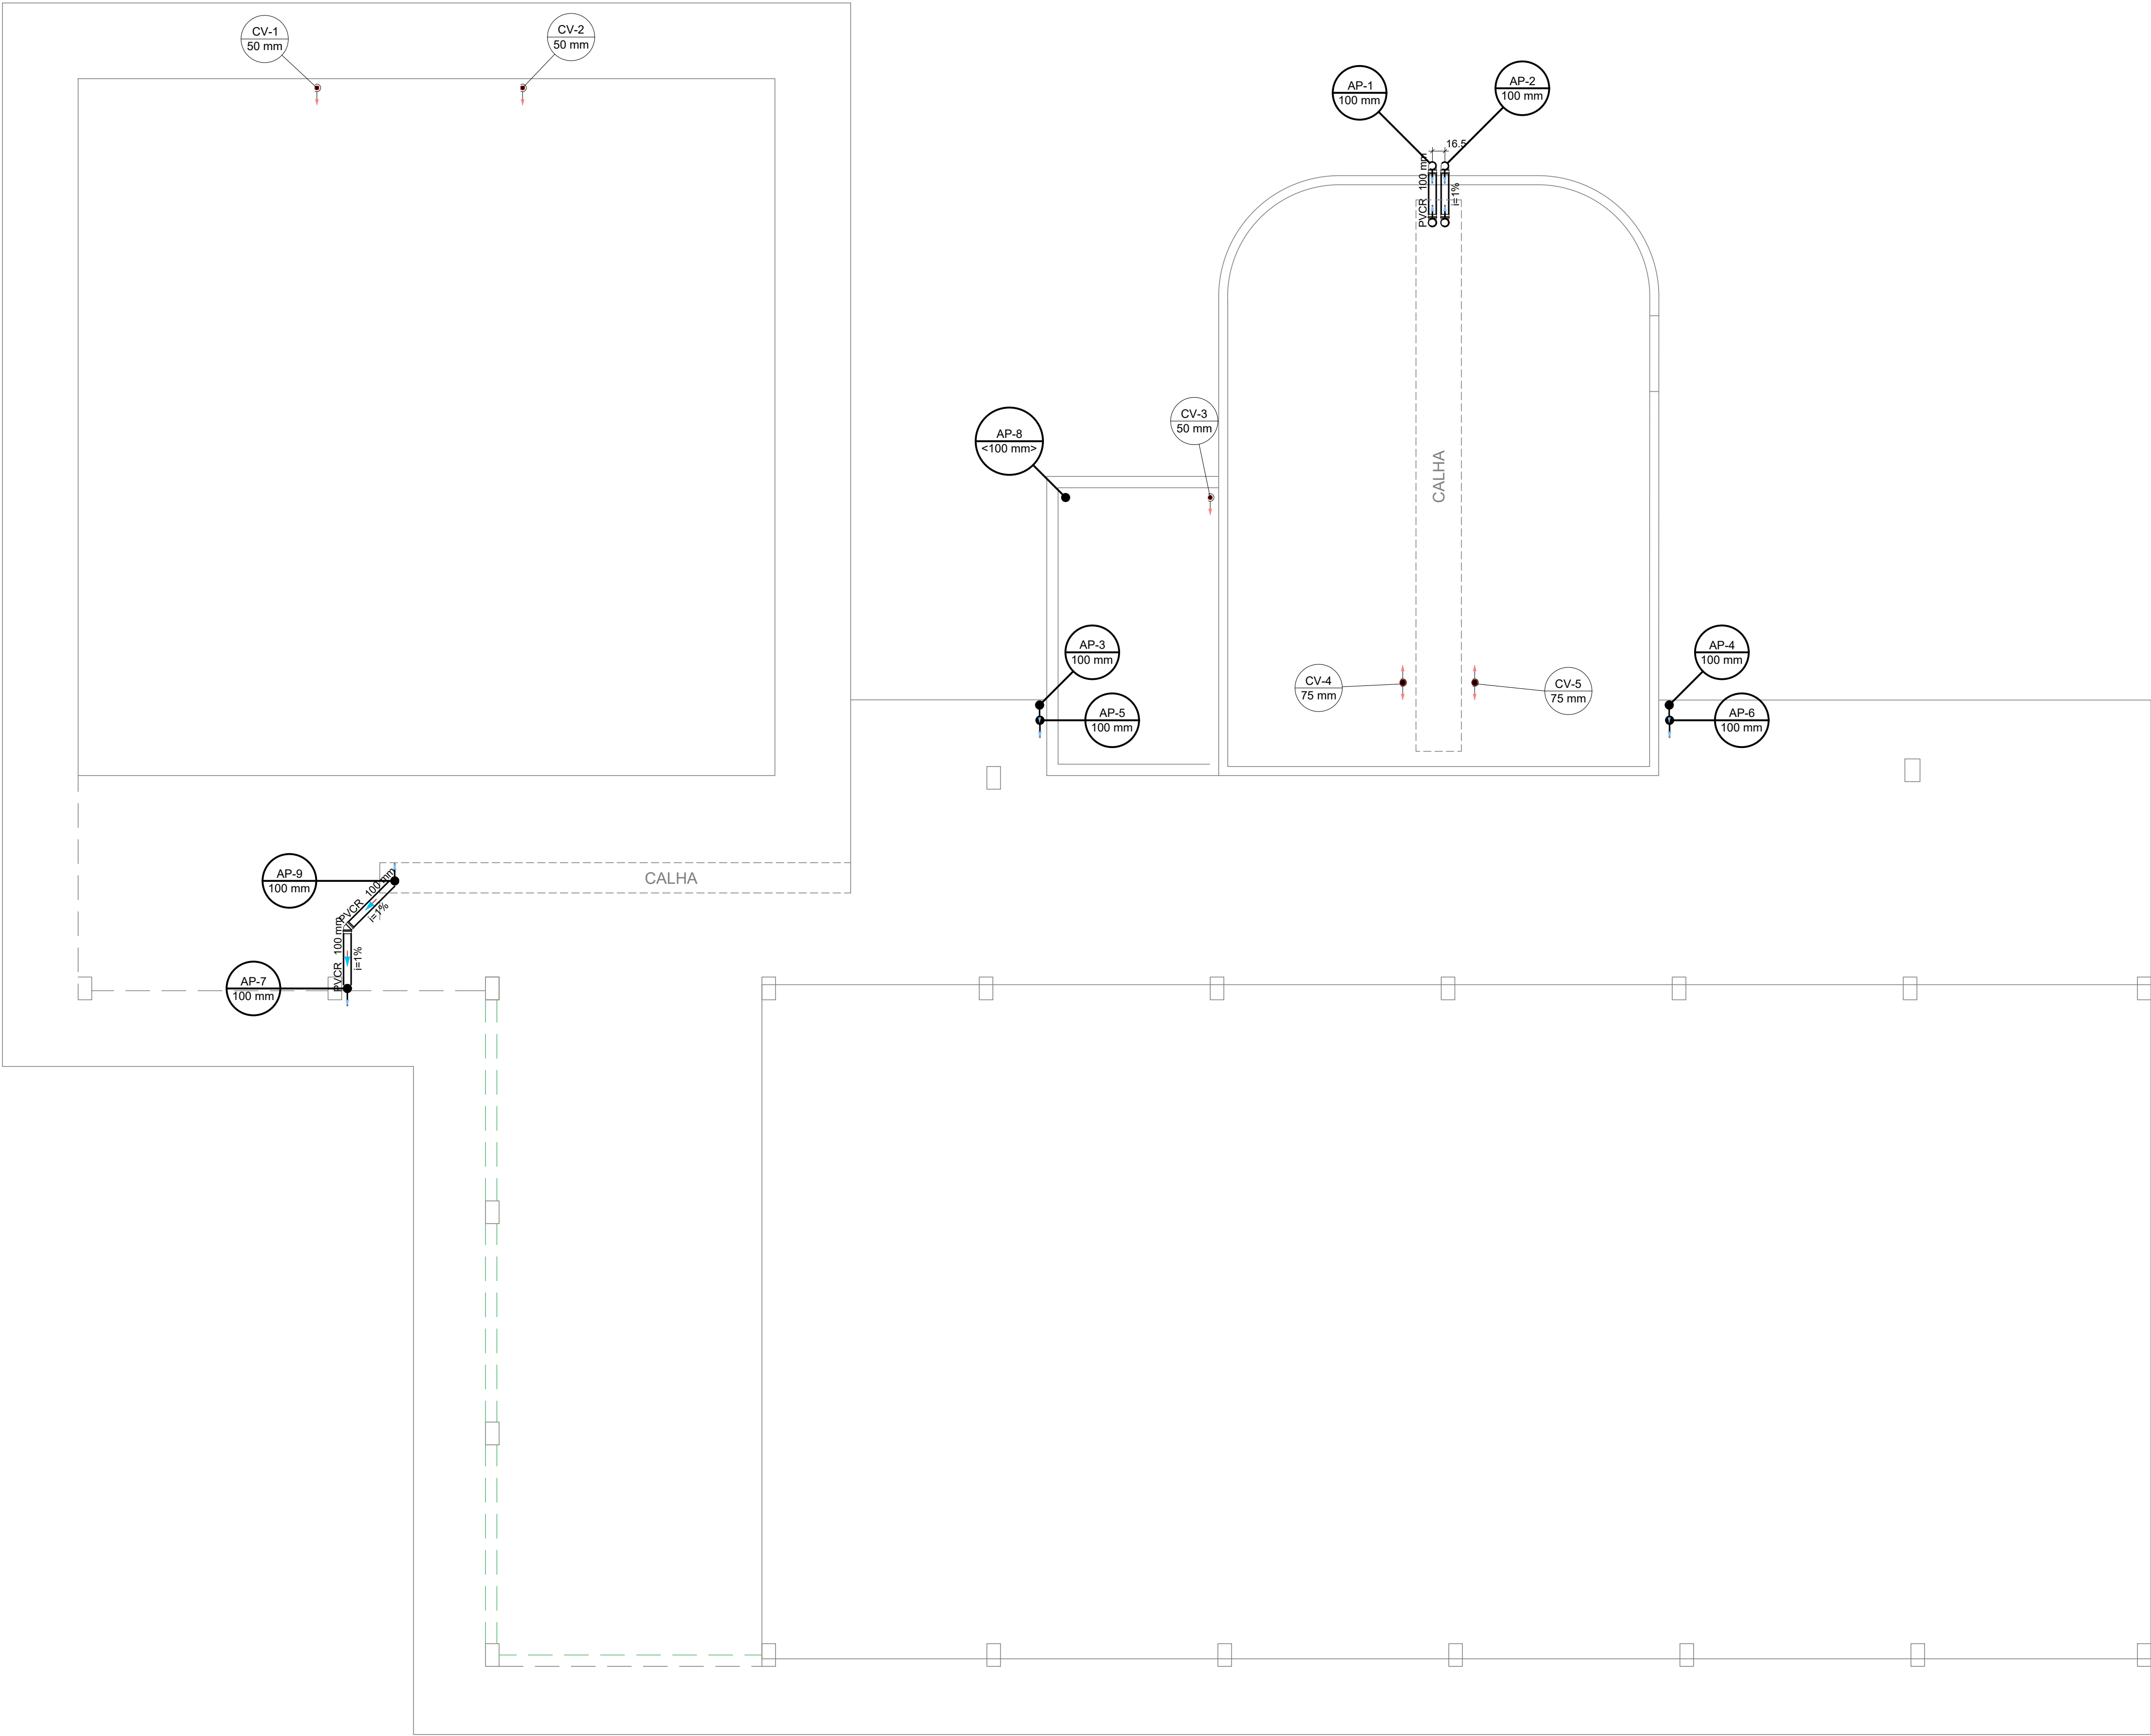 CV-1
50 mm
CV-2
50 mm
AP-1
100 mm
AP-2
100 mm
16.5
PVCR 100 mm
i=1%
AP-8
<100 mm>
CV-3
50 mm
CALHA
AP-3
100 mm
AP-4
100 mm
CV-4
75 mm
CV-5
75 mm
AP-5
100 mm
AP-6
100 mm
AP-9
100 mm
CALHA
PVCR 100 mm
i=1%
PVCR 100 mm
i=1%
AP-7
100 mm